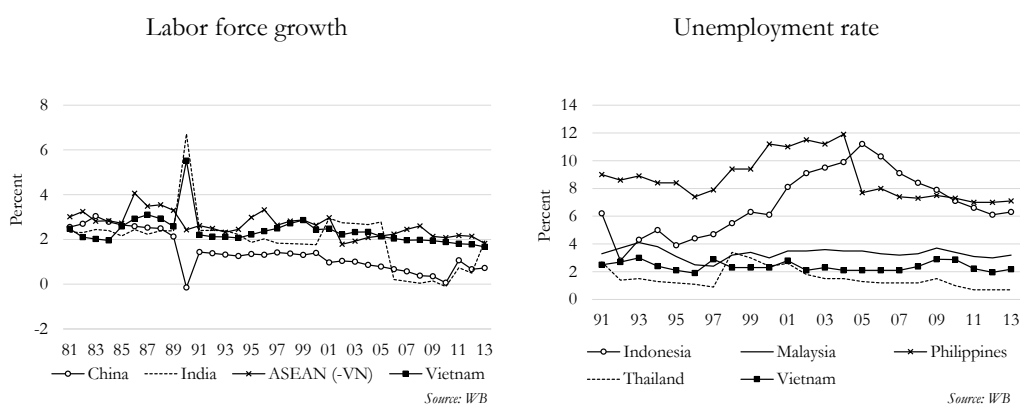 Labor force growth
8
6
4
2
0
-2
Percent
81 83 85 87 89 91 93 95 97 99 01 03 05 07 09 11 13
China India ASEAN (-VN) Vietnam
Source: WB
Unemployment rate
14
12
10
8
6
4
2
0
Percent
91 93 95 97 99 01 03 05 07 09 11 13
Indonesia Malaysia Philippines
Thailand Vietnam
Source: WB